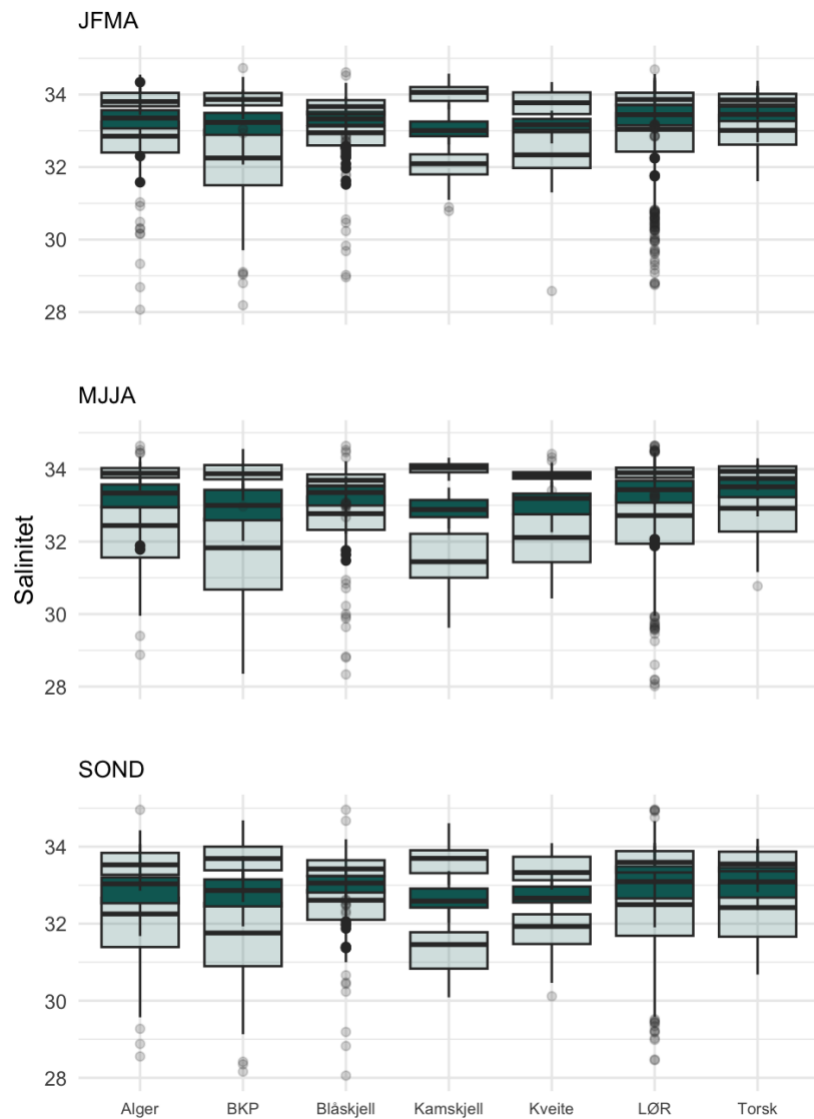 JFMA
34
32
30
28
MJJA
34
32
30
28
Salinitet
SOND
34
32
30
28
Alger BKP Blåskjell Kamskjell Kveite LØR Torsk